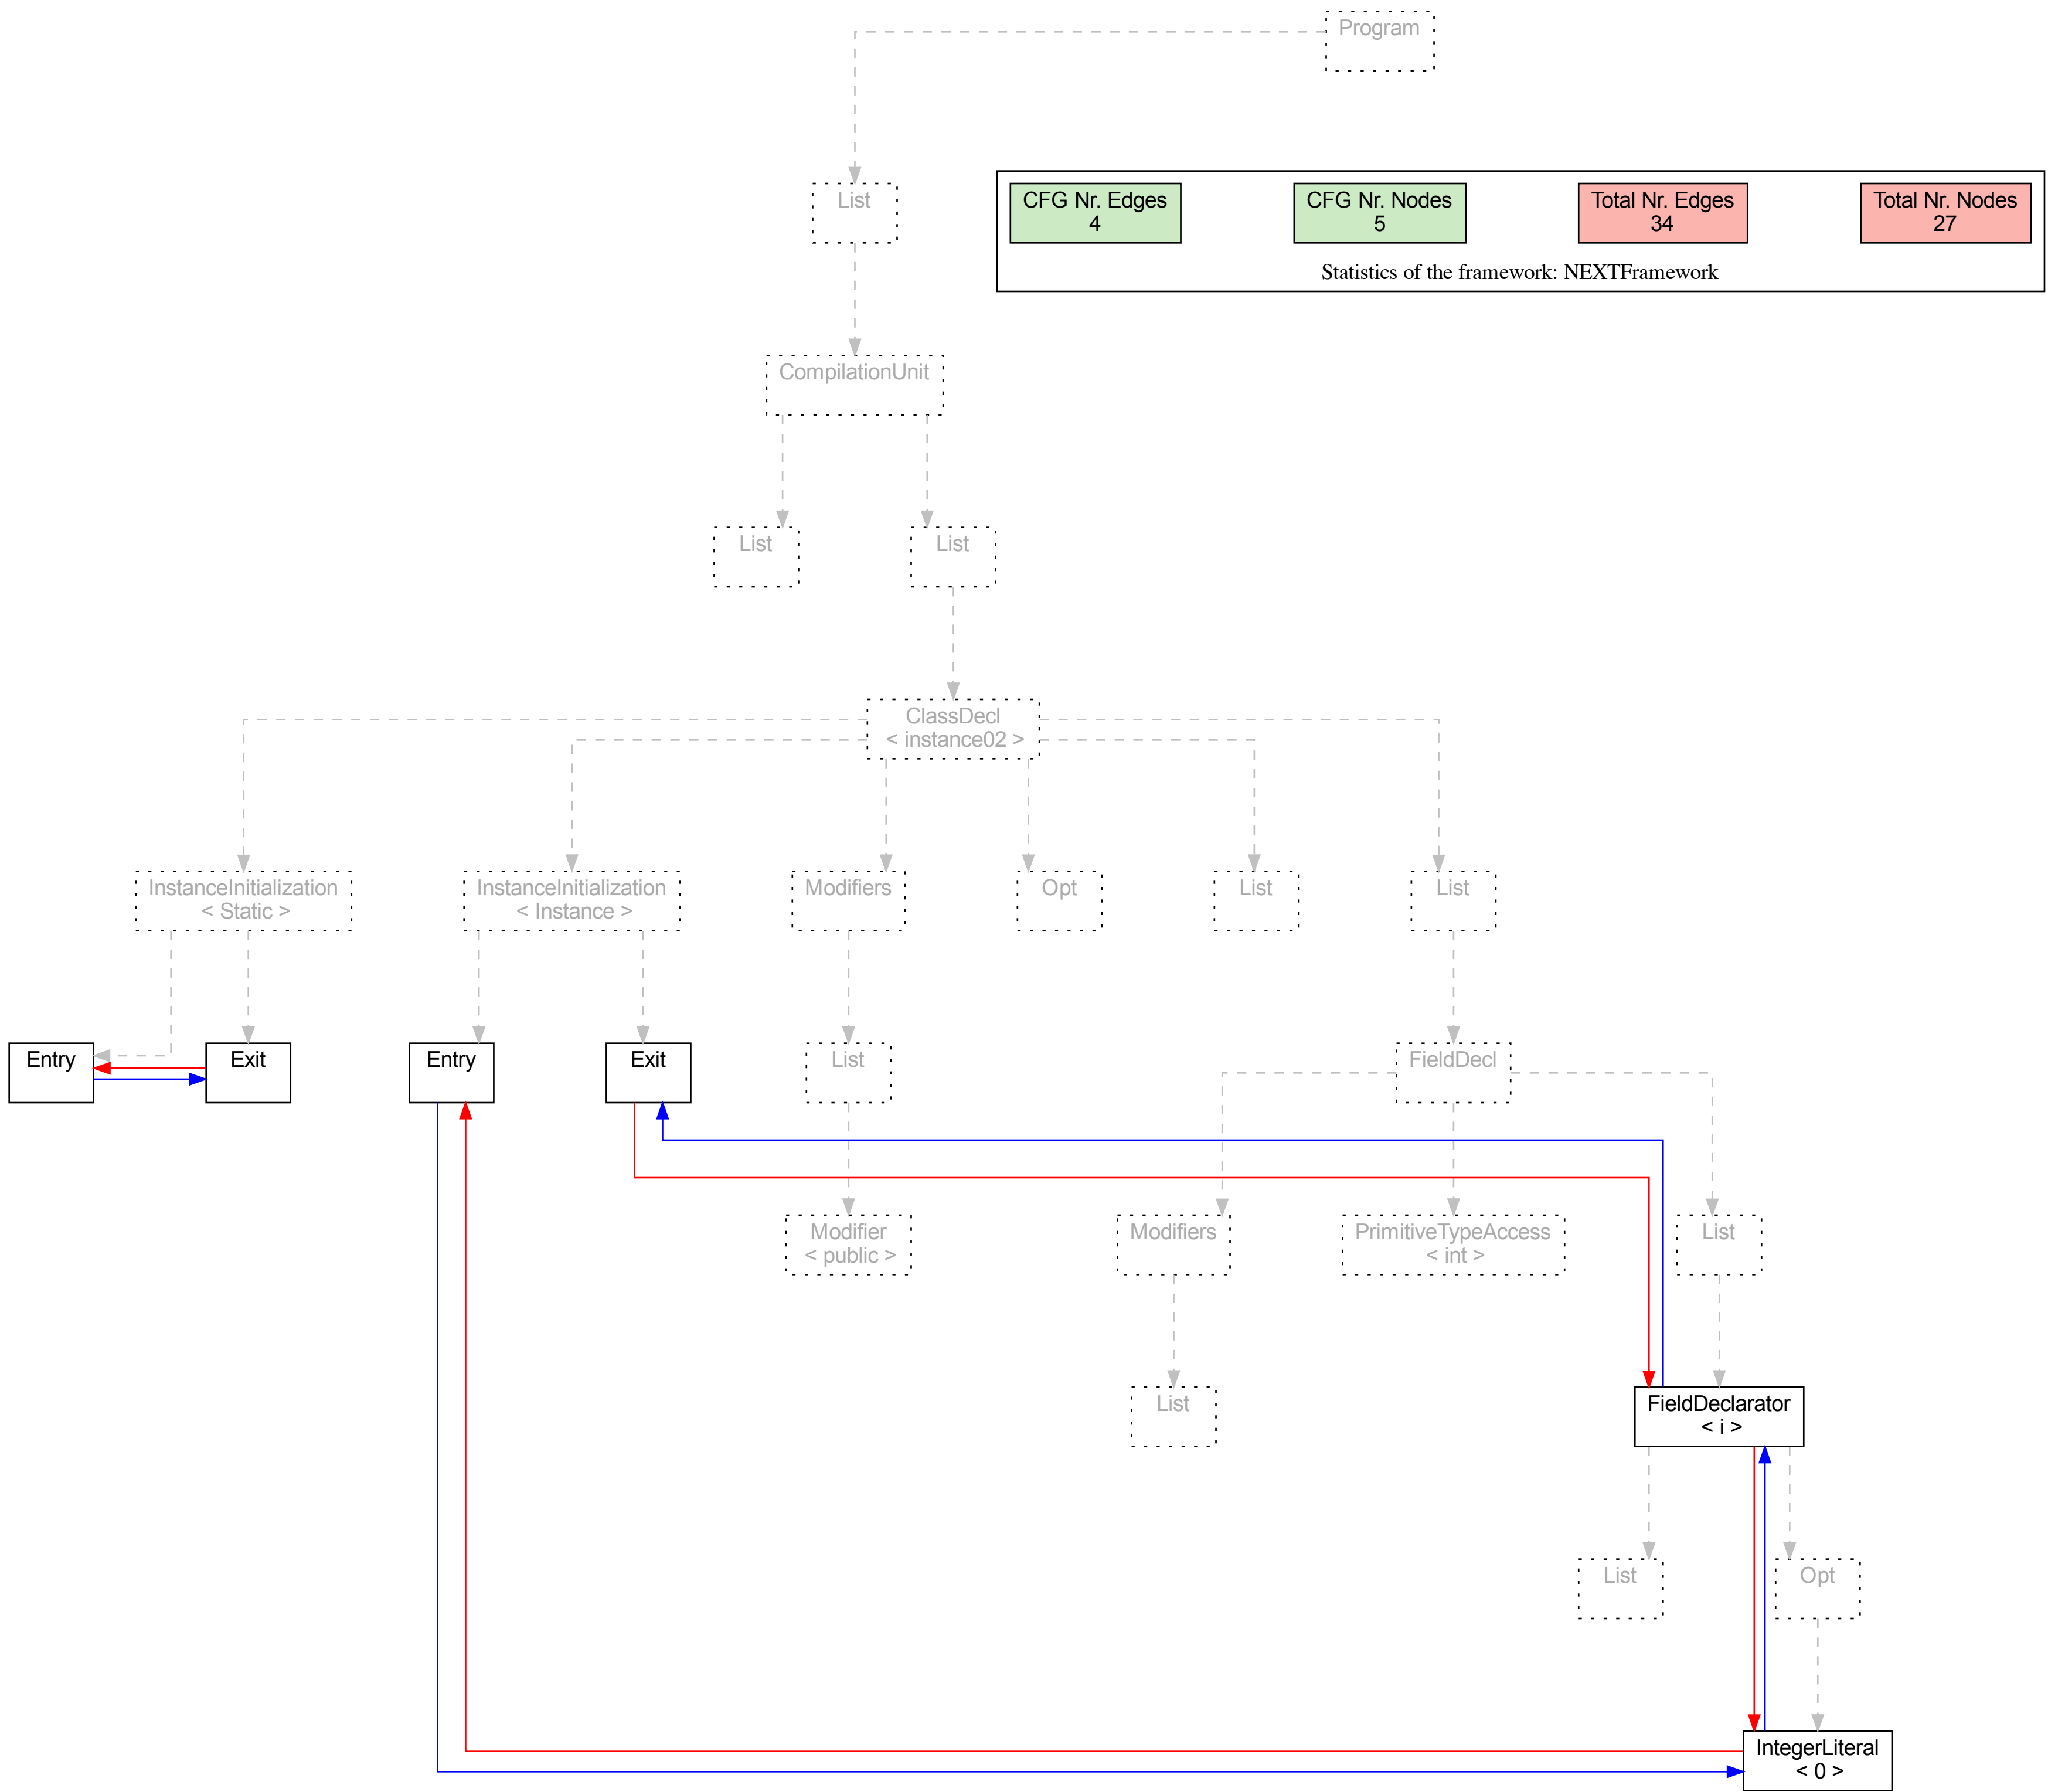 Program
List
CFG Nr. Edges
4
CFG Nr. Nodes
5
Total Nr. Edges
34
Total Nr. Nodes
27
Statistics of the framework: NEXTFramework
CompilationUnit
List
List
ClassDecl
< instance02 >
InstanceInitialization
< Static >
InstanceInitialization
< Instance >
Modifiers
Opt
List
List
Entry
Exit
Entry
Exit
List
FieldDecl
Modifier
< public >
Modifiers
PrimitiveTypeAccess
< int >
List
List
FieldDeclarator
< i >
List
Opt
IntegerLiteral
< 0 >